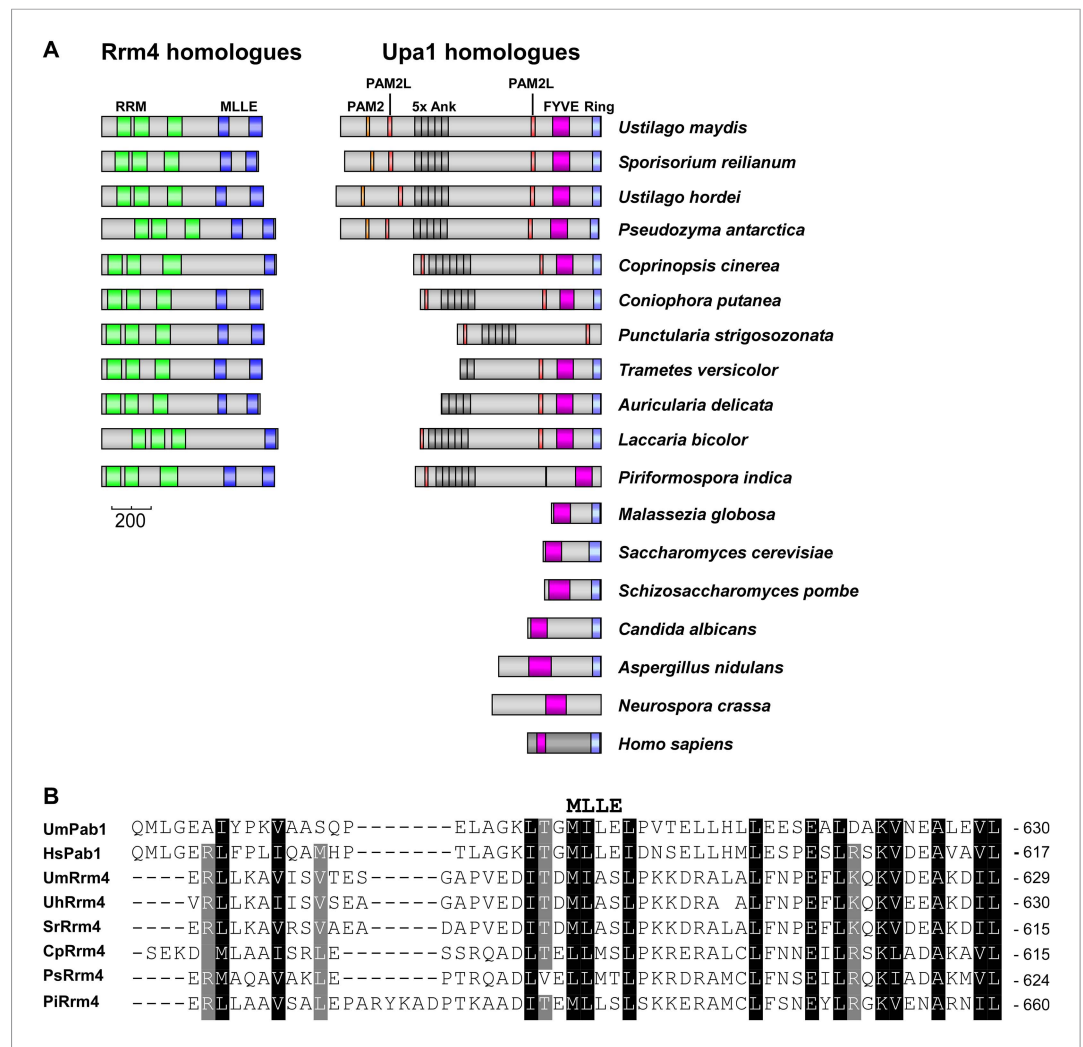 A
Rrm4 homologues
Upa1 homologues
PAM2L
PAM2L
RRM
MLLE
PAM2
5x Ank
FYVE
Ring
Ustilago maydis
Sporisorium reilianum
Ustilago hordei
Pseudozyma antarctica
Coprinopsis cinerea
Coniophora putanea
Punctularia strigosozonata
Trametes versicolor
Auricularia delicata
Laccaria bicolor
Piriformospora indica
200
Malassezia globosa
Saccharomyces cerevisiae
Schizosaccharomyces pombe
Candida albicans
Aspergillus nidulans
Neurospora crassa
Homo sapiens
B
MLLE
UmPab1 QMLGEAIYPKVAASQP-------ELAGKLTGMILELPVTELLHLLEESEALDAKVNEALEVL -630
HsPab1 QMLGERLFPLIQAMHP-------TLAGKITGMLLEIDNSELLHMLESPESLRSKVDEAVAVL -617
UmRrm4 ----ERLLKAVISVTES-----GAPVEDITDMIASLPKKDRALALFNPEFLKQKVDEAKDIL -629
UhRrm4 ----VRLLKAIISVSEA-----GAPVEDITDMLASLPKKDRA ALFNPEFLKQKVEEAKDIL -630
SrRrm4 ----ERLLKAVRSVAEA-----DAPVEDITDMLASLPKKDRALALFNPEFLKQKVDEAKDIL -615
CpRrm4 -SEKD MLAAISRLE-------SSRQADLTELLMSLPKRERALCLFNNEILRSKLADAKAVL -615
PsRrm4 ----ERMAQAVAKLE-------PTRQADLVELLMTLPKRDRAMCLFNSEYLRQKIADAKMVL -624
PiRrm4 ----ERLLAAVSALEPARYKADPTKAADITEMLLSLSKKERAMCLFSNEYLRGKVENARNIL -660